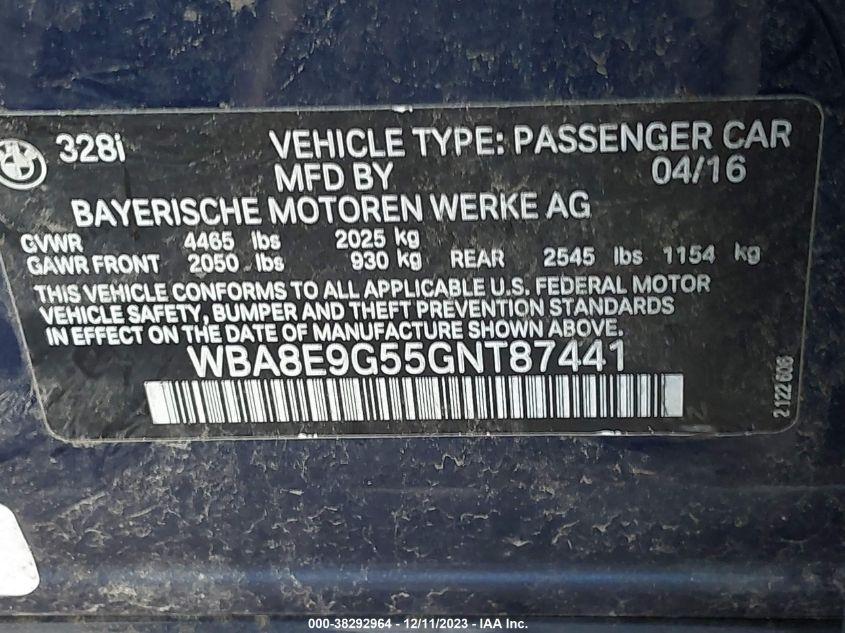 328i VEHICLE TYPE: PASSENGER CAR
MFD BY 04/16
BAYERISCHE MOTOREN WERKE AG
GVWR 4465 lbs 2025 kg
GAWR FRONT 2050 lbs 930 kg REAR 2545 lbs 1154 kg
THIS VEHICLE CONFORMS TO ALL APPLICABLE U.S. FEDERAL MOTOR
VEHICLE SAFETY, BUMPER AND THEFT PREVENTION STANDARDS
IN EFFECT ON THE DATE OF MANUFACTURE SHOWN ABOVE.
WBA8E9G55GNT87441
2 122 608
000-38292964 - 12/11/2023 - IAA Inc.